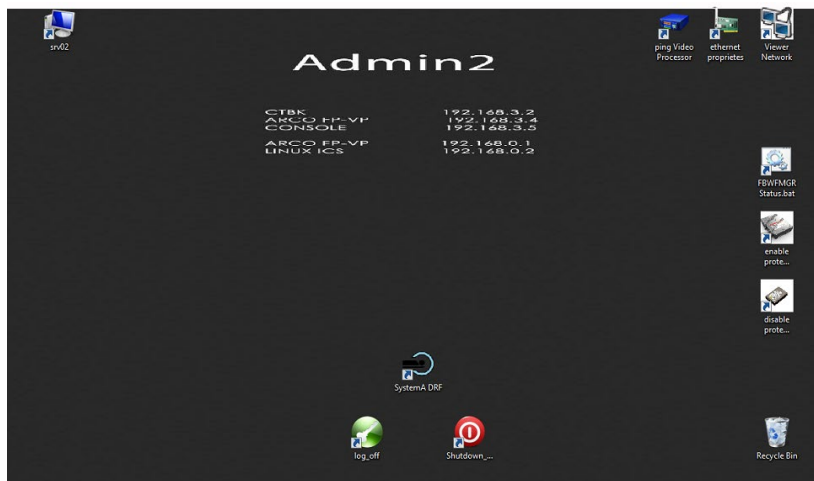 srv02
ping Video
Processor
ethernet
proprietes
Viewer
Network
Admin2
CTBK 192.168.3.2
ARCO FP-VP 192.168.3.4
CONSOLE 192.168.3.5
ARCO FP-VP 192.168.0.1
LINUX ICS 192.168.0.2
FBWFMGR
Status.bat
enable
prote...
disable
prote...
SystemA DRF
log_off
Shutdown_...
Recycle Bin